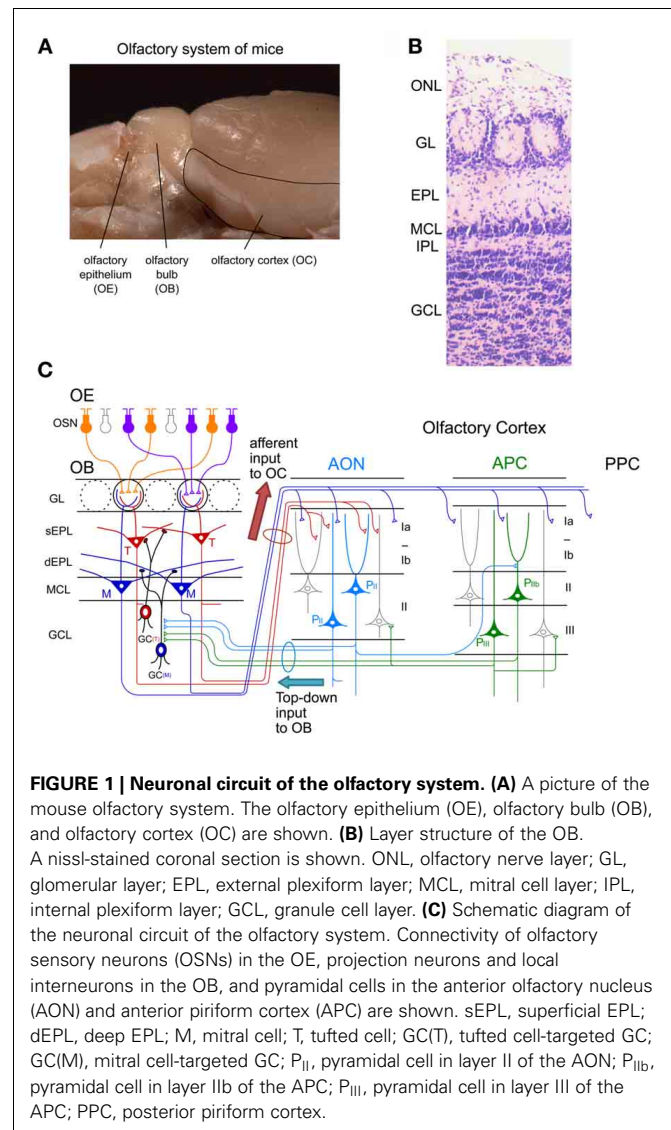 A
Olfactory system of mice
olfactory
epithelium
(OE)
olfactory
bulb
(OB)
olfactory cortex (OC)
B
ONL
GL
EPL
MCL
IPL
GCL
C
OE
OSN
OB
GL
sEPL
dEPL
MCL
GCL
T
T
M
M
GC(T)
GC(M)
afferent
input
to OC
Top-down
input
to OB
Olfactory Cortex
AON
APC
PPC
Ia
–
Ib
II
PII
PII
Ia
–
Ib
II
III
PIIb
PIII
FIGURE 1 | Neuronal circuit of the olfactory system. (A) A picture of the
mouse olfactory system. The olfactory epithelium (OE), olfactory bulb (OB),
and olfactory cortex (OC) are shown. (B) Layer structure of the OB.
A nissl-stained coronal section is shown. ONL, olfactory nerve layer; GL,
glomerular layer; EPL, external plexiform layer; MCL, mitral cell layer; IPL,
internal plexiform layer; GCL, granule cell layer. (C) Schematic diagram of
the neuronal circuit of the olfactory system. Connectivity of olfactory
sensory neurons (OSNs) in the OE, projection neurons and local
interneurons in the OB, and pyramidal cells in the anterior olfactory nucleus
(AON) and anterior piriform cortex (APC) are shown. sEPL, superficial EPL;
dEPL, deep EPL; M, mitral cell; T, tufted cell; GC(T), tufted cell-targeted GC;
GC(M), mitral cell-targeted GC; PII, pyramidal cell in layer II of the AON; PIIb,
pyramidal cell in layer IIb of the APC; PIII, pyramidal cell in layer III of the
APC; PPC, posterior piriform cortex.